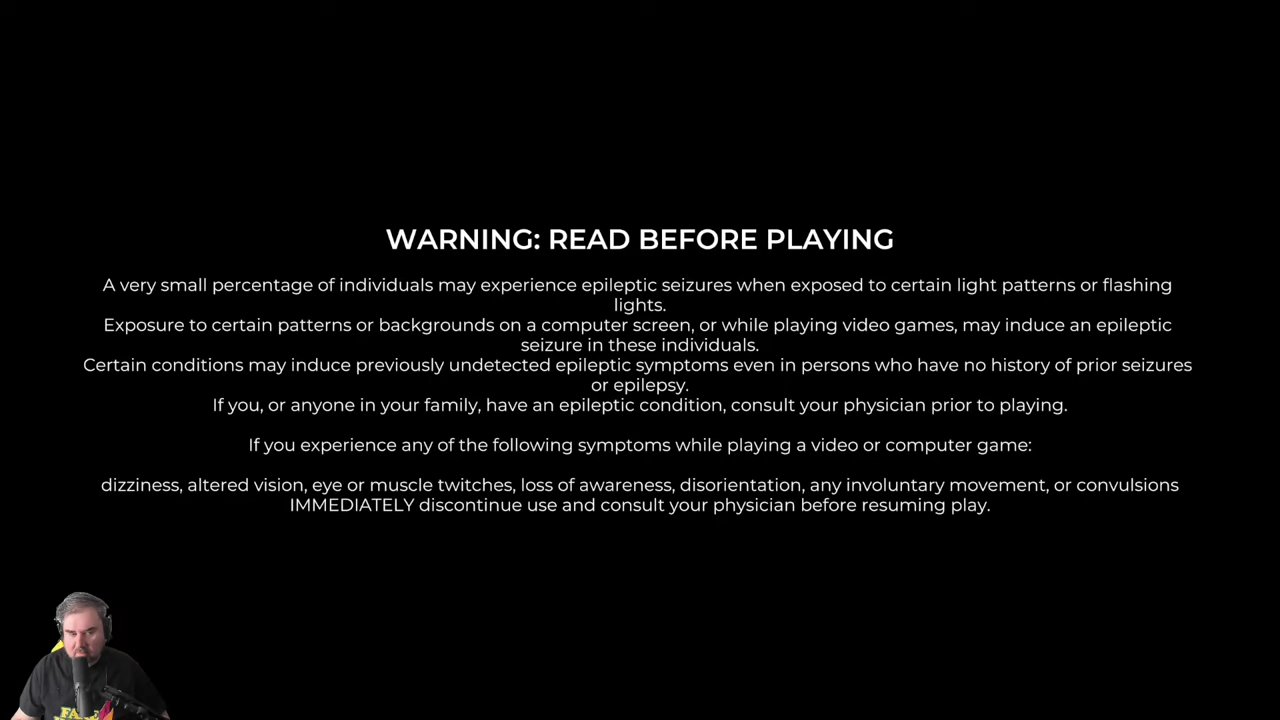 WARNING: READ BEFORE PLAYING
A very small percentage of individuals may experience epileptic seizures when exposed to certain light patterns or flashing
lights.
Exposure to certain patterns or backgrounds on a computer screen, or while playing video games, may induce an epileptic
seizure in these individuals.
Certain conditions may induce previously undetected epileptic symptoms even in persons who have no history of prior seizures
or epilepsy.
If you, or anyone in your family, have an epileptic condition, consult your physician prior to playing.
If you experience any of the following symptoms while playing a video or computer game:
dizziness, altered vision, eye or muscle twitches, loss of awareness, disorientation, any involuntary movement, or convulsions
IMMEDIATELY discontinue use and consult your physician before resuming play.